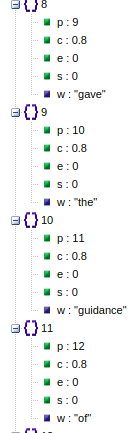 8
p : 9
c : 0.8
e : 0
s : 0
w : "gave"
9
p : 10
c : 0.8
e : 0
s : 0
w : "the"
10
p : 11
c : 0.8
e : 0
s : 0
w : "guidance"
11
p : 12
c : 0.8
e : 0
s : 0
w : "of"